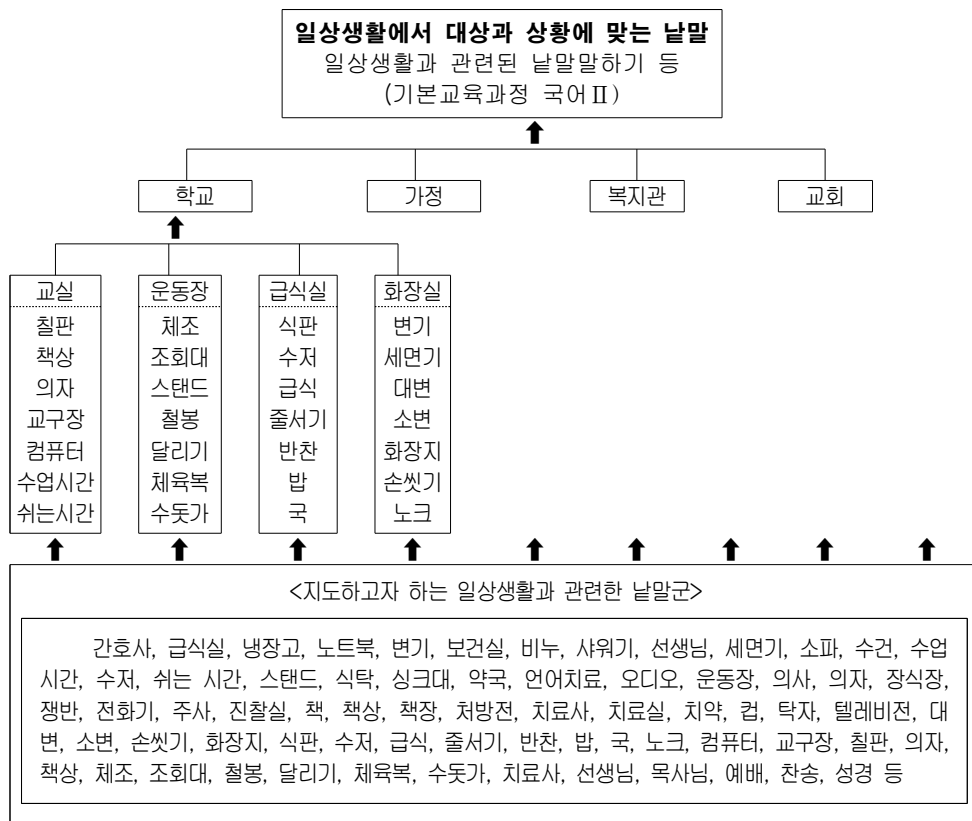 일상생활에서 대상과 상황에 맞는 낱말
일상생활과 관련된 낱말말하기 등
(기본교육과정 국어Ⅱ)
학교
가정
복지관
교회
교실
칠판
책상
의자
교구장
컴퓨터
수업시간
쉬는시간
운동장
체조
조회대
스탠드
철봉
달리기
체육복
수돗가
급식실
식판
수저
급식
줄서기
반찬
밥
국
화장실
변기
세면기
대변
소변
화장지
손씻기
노크
<지도하고자 하는 일상생활과 관련한 낱말군>
간호사, 급식실, 냉장고, 노트북, 변기, 보건실, 비누, 샤워기, 선생님, 세면기, 소파, 수건, 수업
시간, 수저, 쉬는 시간, 스탠드, 식탁, 싱크대, 약국, 언어치료, 오디오, 운동장, 의사, 의자, 장식장,
쟁반, 전화기, 주사, 진찰실, 책, 책상, 책장, 처방전, 치료사, 치료실, 치약, 컵, 탁자, 텔레비전, 대
변, 소변, 손씻기, 화장지, 식판, 수저, 급식, 줄서기, 반찬, 밥, 국, 노크, 컴퓨터, 교구장, 칠판, 의자,
책상, 체조, 조회대, 철봉, 달리기, 체육복, 수돗가, 치료사, 선생님, 목사님, 예배, 찬송, 성경 등